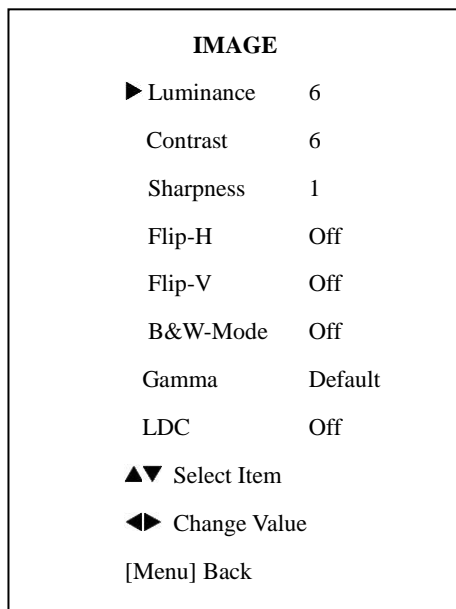 IMAGE
▶ Luminance 6
Contrast 6
Sharpness 1
Flip-H Off
Flip-V Off
B&W-Mode Off
Gamma Default
LDC Off
▲▼ Select Item
◀▶ Change Value
[Menu] Back